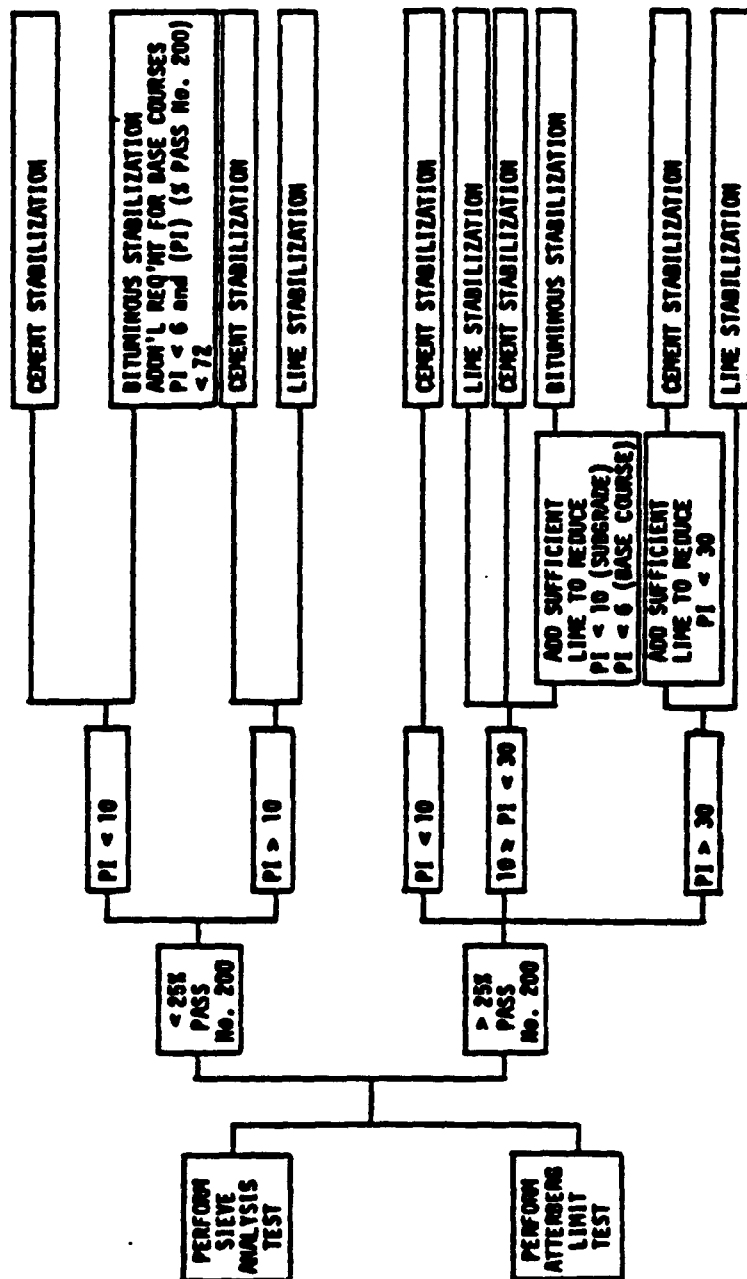 PERFORM
SIEVE
ANALYSIS
TEST
PERFORM
ATTERBERG
LIMIT
TEST
< 25%
PASS
No. 200
> 25%
PASS
No. 200
PI < 10
PI > 10
PI < 10
10 ≥ PI < 30
PI > 30
ADD SUFFICIENT
LIME TO REDUCE
PI < 10 (SUBGRADE)
PI < 6 (BASE COURSE)
ADD SUFFICIENT
LIME TO REDUCE
PI < 30
CEMENT STABILIZATION
BITUMINOUS STABILIZATION
ADDN'L REQ'MT FOR BASE COURSES
PI < 6 and (PI) (% PASS No. 200)
< 72
CEMENT STABILIZATION
LIME STABILIZATION
CEMENT STABILIZATION
LIME STABILIZATION
CEMENT STABILIZATION
BITUMINOUS STABILIZATION
CEMENT STABILIZATION
LIME STABILIZATION